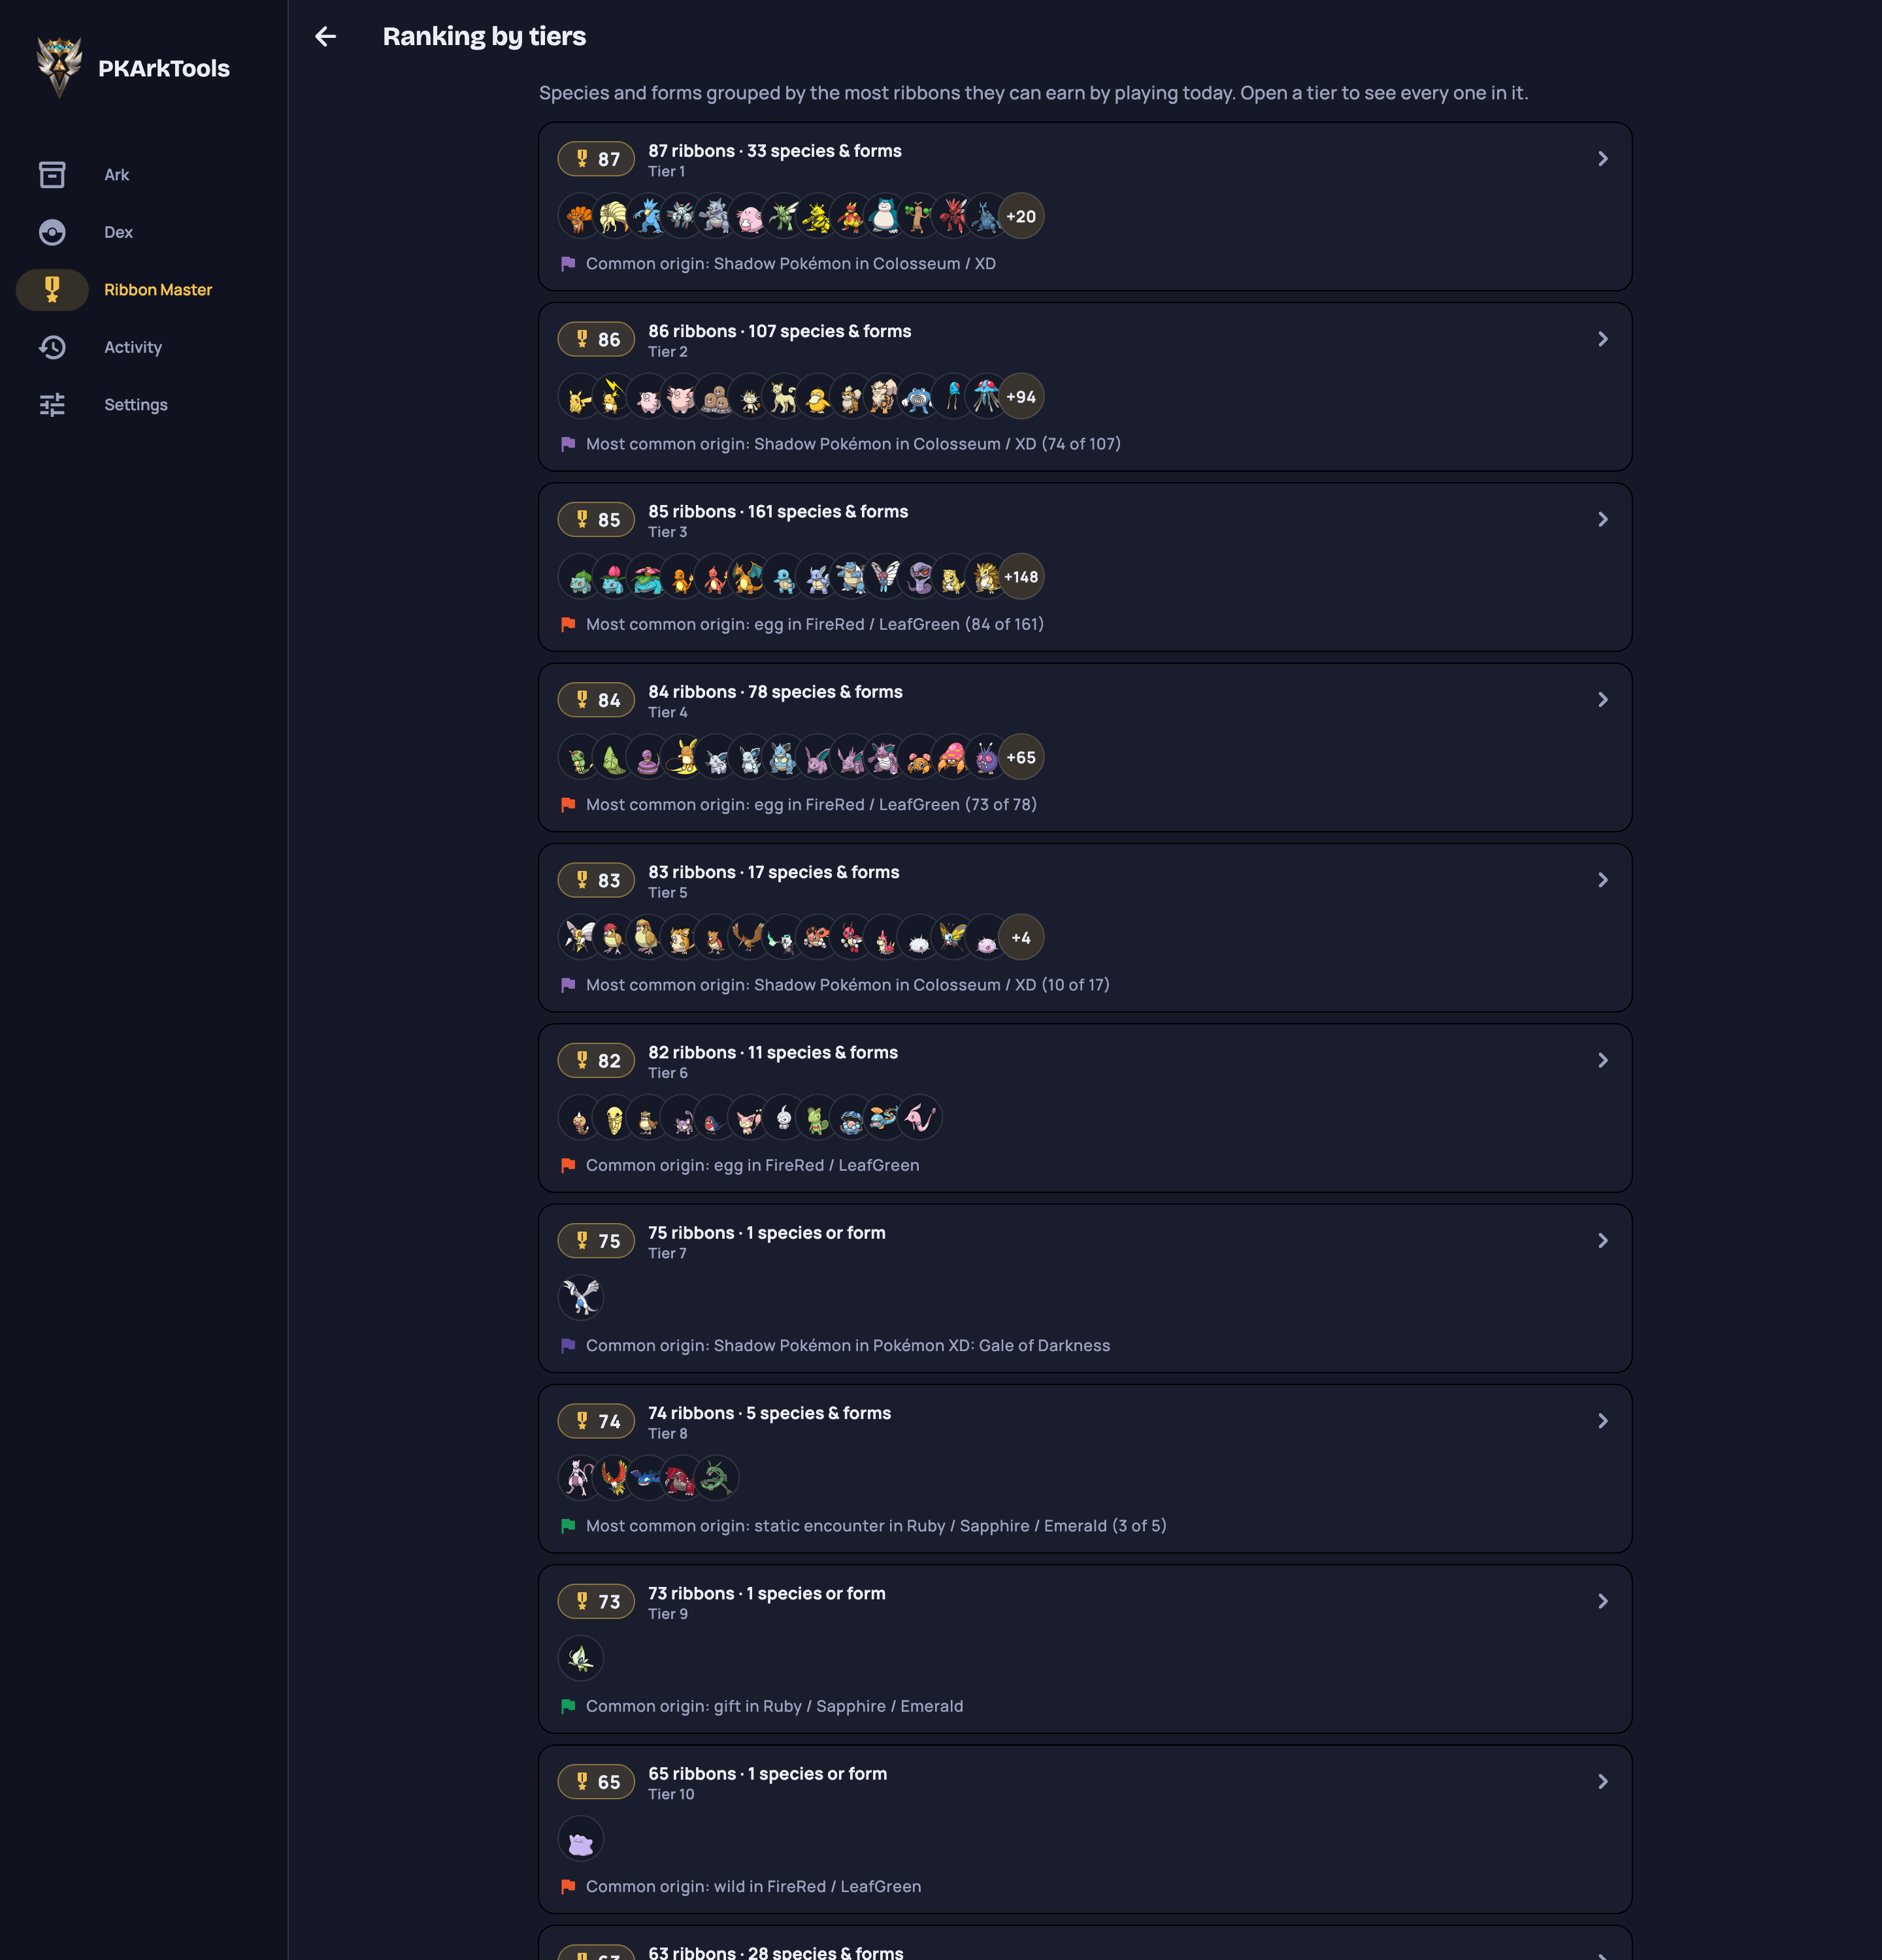 PKArkTools
Ark
Dex
Ribbon Master
Activity
Settings
Ranking by tiers
Species and forms grouped by the most ribbons they can earn by playing today. Open a tier to see every one in it.
87
87 ribbons · 33 species & forms
Tier 1
+20
Common origin: Shadow Pokémon in Colosseum / XD
86
86 ribbons · 107 species & forms
Tier 2
+94
Most common origin: Shadow Pokémon in Colosseum / XD (74 of 107)
85
85 ribbons · 161 species & forms
Tier 3
+148
Most common origin: egg in FireRed / LeafGreen (84 of 161)
84
84 ribbons · 78 species & forms
Tier 4
+65
Most common origin: egg in FireRed / LeafGreen (73 of 78)
83
83 ribbons · 17 species & forms
Tier 5
+4
Most common origin: Shadow Pokémon in Colosseum / XD (10 of 17)
82
82 ribbons · 11 species & forms
Tier 6
Common origin: egg in FireRed / LeafGreen
75
75 ribbons · 1 species or form
Tier 7
Common origin: Shadow Pokémon in Pokémon XD: Gale of Darkness
74
74 ribbons · 5 species & forms
Tier 8
Most common origin: static encounter in Ruby / Sapphire / Emerald (3 of 5)
73
73 ribbons · 1 species or form
Tier 9
Common origin: gift in Ruby / Sapphire / Emerald
65
65 ribbons · 1 species or form
Tier 10
Common origin: wild in FireRed / LeafGreen
63
63 ribbons · 28 species & forms